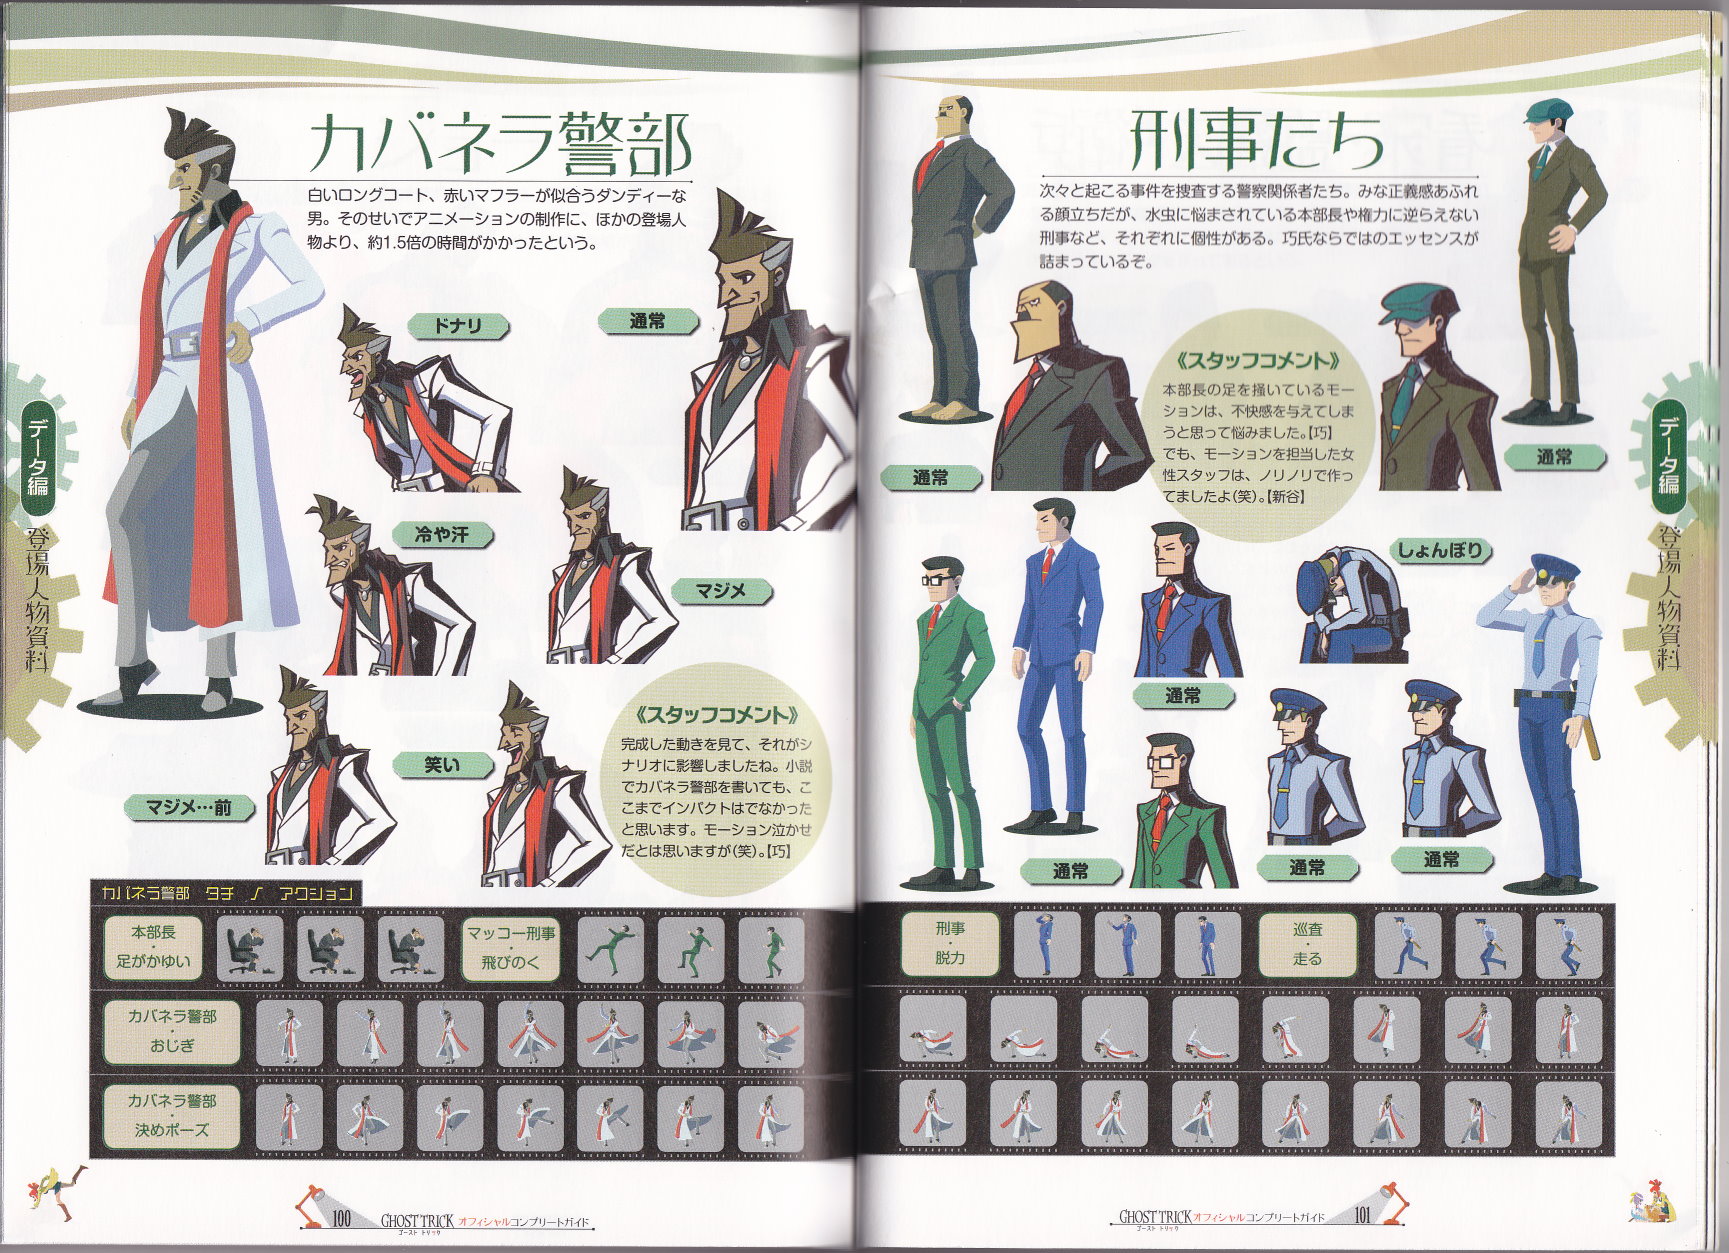 カバネラ警部
白いロングコート、赤いマフラーが似合うダンディーな
男。そのせいでアニメーションの制作に、ほかの登場人
物より、約1.5倍の時間がかかったという。
ドナリ
通常
冷や汗
マジメ
笑い
マジメ…前
《スタッフコメント》
完成した動きを見て、それがシ
ナリオに影響しましたね。小説
でカバネラ警部を書いても、こ
こまでインパクトはでなかった
と思います。モーション泣かせ
だとは思いますが(笑)。【巧】
データ編
登場人物資料
カバネラ警部 タチ ノ アクション
本部長
・
足がかゆい
マッコー刑事
・
飛びのく
カバネラ警部
・
おじぎ
カバネラ警部
・
決めポーズ
100
GHOST TRICK オフィシャルコンプリートガイド
ゴースト トリック
刑事たち
次々と起こる事件を捜査する警察関係者たち。みな正義感あふれ
る顔立ちだが、水虫に悩まされている本部長や権力に逆らえない
刑事など、それぞれに個性がある。巧氏ならではのエッセンスが
詰まっているぞ。
《スタッフコメント》
本部長の足を掻いているモー
ションは、不快感を与えてしま
うと思って悩みました。【巧】
でも、モーションを担当した女
性スタッフは、ノリノリで作っ
てましたよ(笑)。【新谷】
通常
通常
しょんぼり
通常
通常
通常
通常
データ編
登場人物資料
刑事
・
脱力
巡査
・
走る
GHOST TRICK オフィシャルコンプリートガイド
ゴースト トリック
101